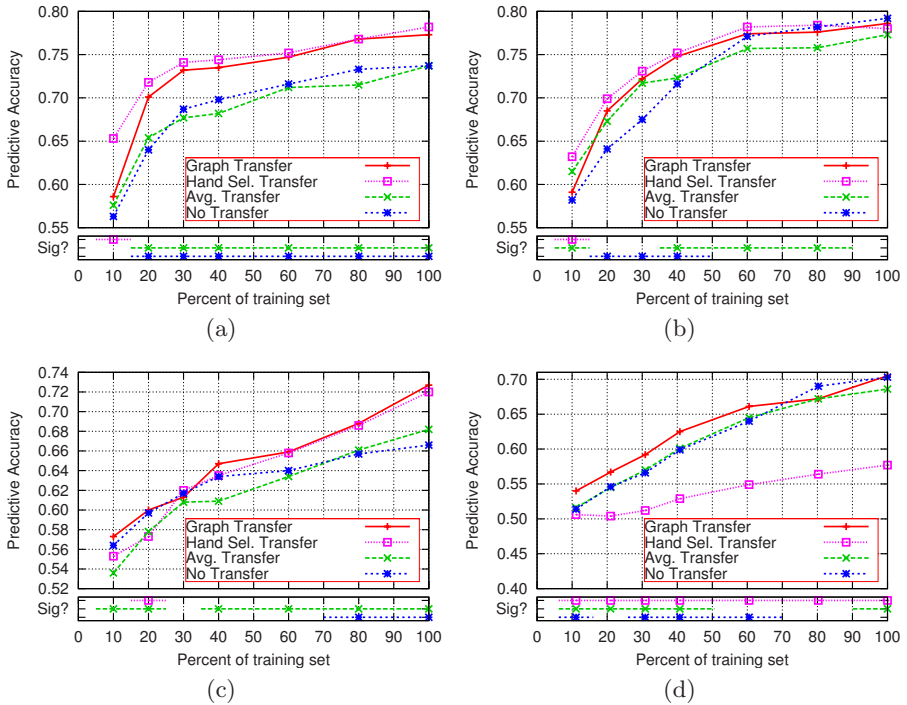 0.80
0.75
0.70
0.65
0.60
0.55
Predictive Accuracy
Graph Transfer
Hand Sel. Transfer
Avg. Transfer
No Transfer
Sig?
0 10 20 30 40 50 60 70 80 90 100
Percent of training set
(a)
0.80
0.75
0.70
0.65
0.60
0.55
Predictive Accuracy
Graph Transfer
Hand Sel. Transfer
Avg. Transfer
No Transfer
Sig?
0 10 20 30 40 50 60 70 80 90 100
Percent of training set
(b)
0.74
0.72
0.70
0.68
0.66
0.64
0.62
0.60
0.58
0.56
0.54
0.52
Predictive Accuracy
Graph Transfer
Hand Sel. Transfer
Avg. Transfer
No Transfer
Sig?
0 10 20 30 40 50 60 70 80 90 100
Percent of training set
(c)
0.70
0.65
0.60
0.55
0.50
0.45
0.40
Predictive Accuracy
Graph Transfer
Hand Sel. Transfer
Avg. Transfer
No Transfer
Sig?
0 10 20 30 40 50 60 70 80 90 100
Percent of training set
(d)